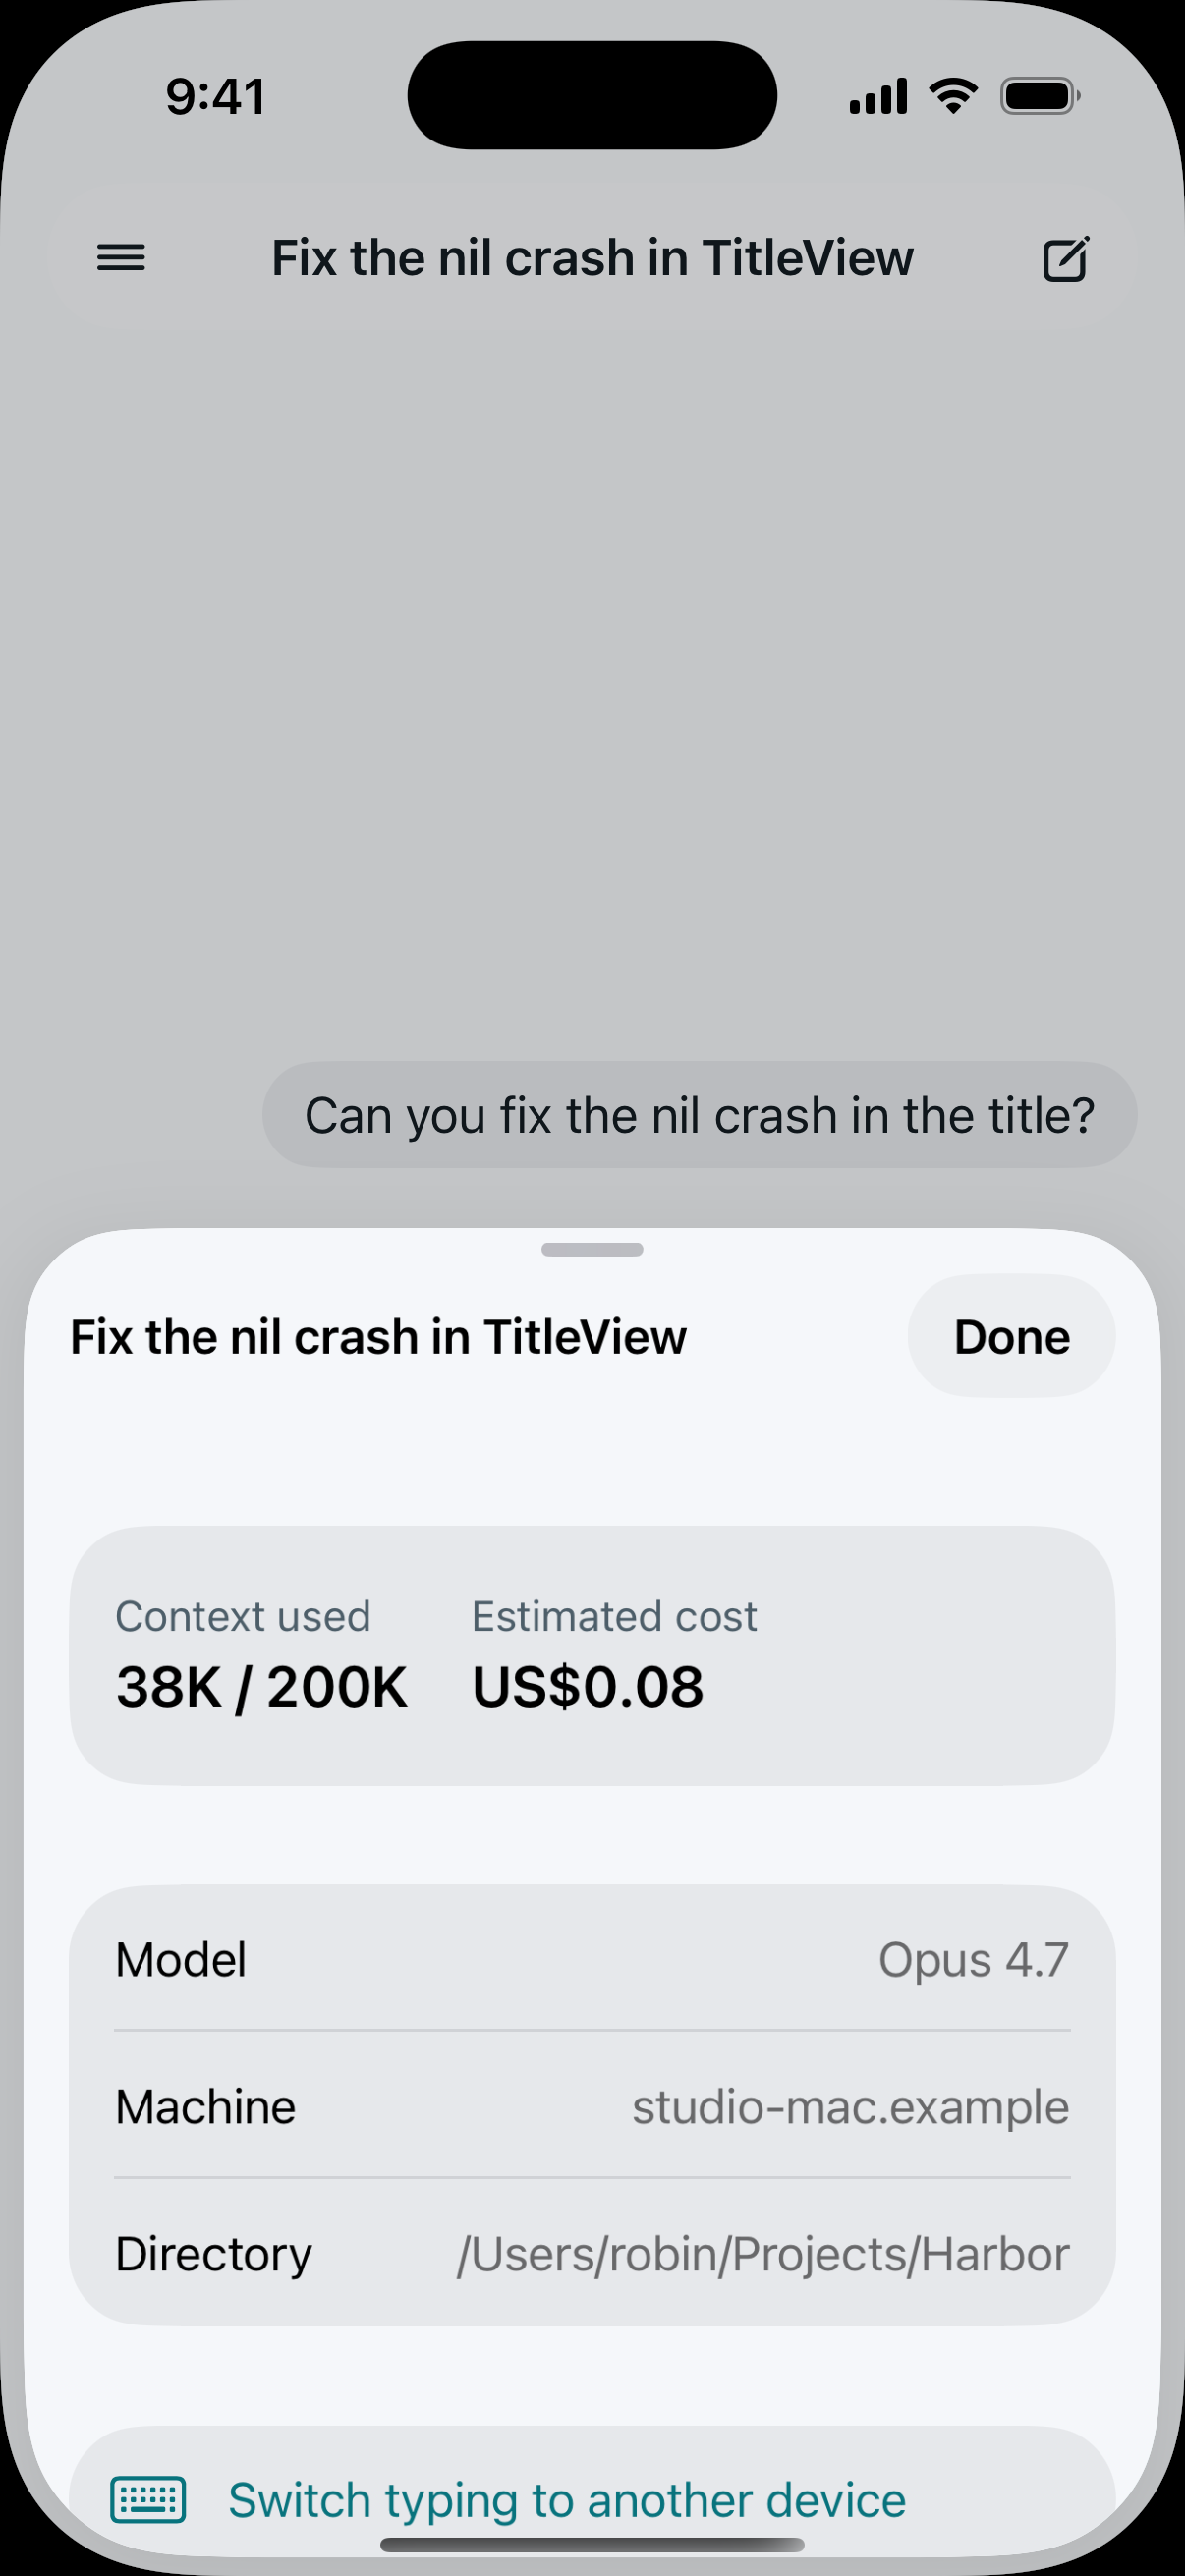 9:41
Fix the nil crash in TitleView
Can you fix the nil crash in the title?
Fix the nil crash in TitleView
Done
Context used
Estimated cost
38K / 200K
US$0.08
Model
Opus 4.7
Machine
studio-mac.example
Directory
/Users/robin/Projects/Harbor
Switch typing to another device